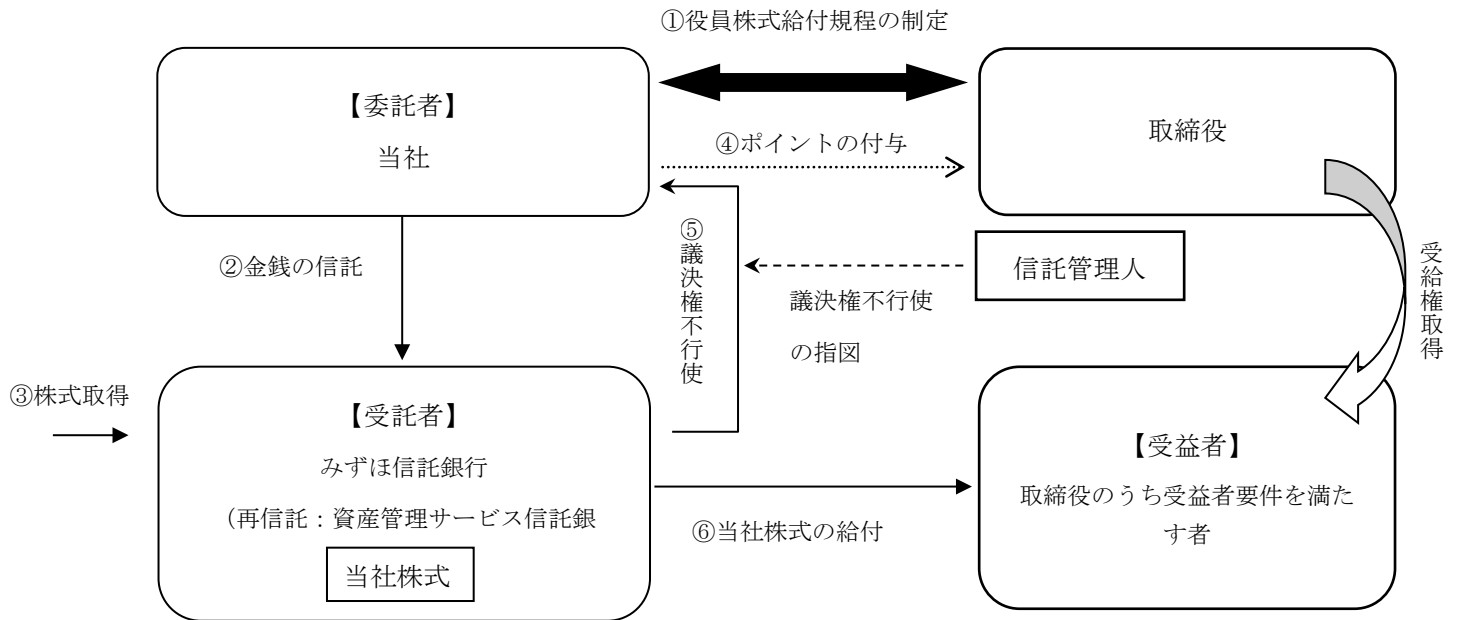 ①役員株式給付規程の制定
【委託者】
当社
④ポイントの付与
取締役
②金銭の信託
⑤議決権不行使
信託管理人
議決権不行使
の指図
受給権取得
③株式取得
【受託者】
みずほ信託銀行
（再信託：資産管理サービス信託銀
当社株式
⑥当社株式の給付
【受益者】
取締役のうち受益者要件を満た
す者